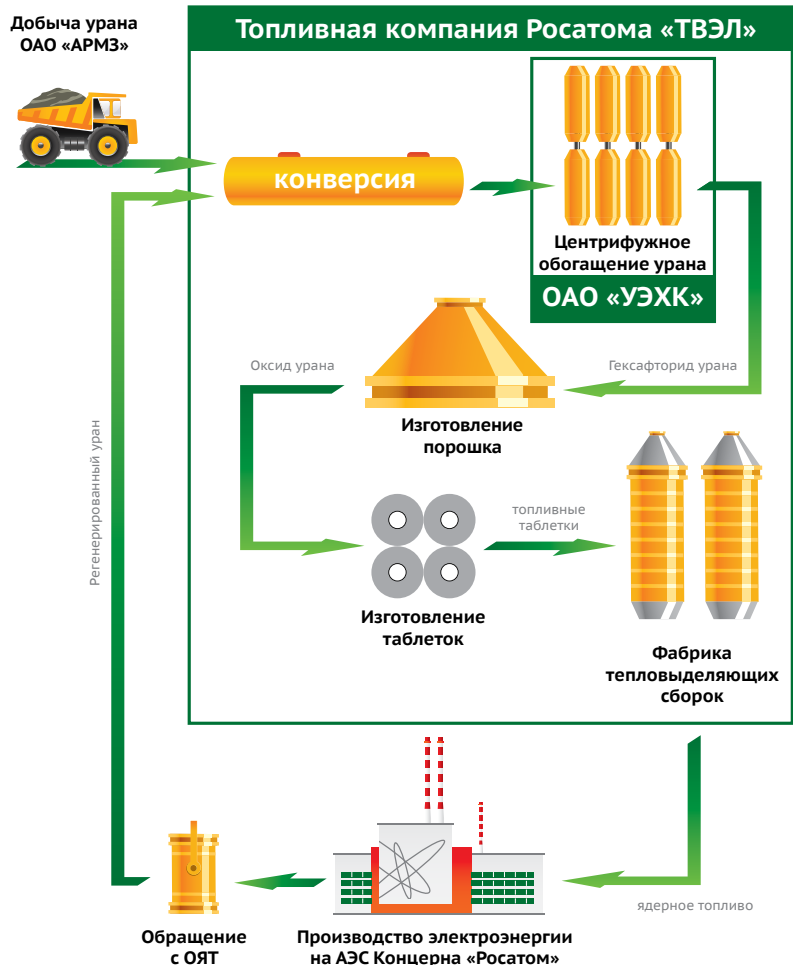 Добыча урана
ОАО «АРМЗ»
Топливная компания Росатома «ТВЭЛ»
конверсия
Центрифужное
обогащение урана
ОАО «УЭХК»
Оксид урана
Гексафторид урана
Изготовление
порошка
Регенерированный уран
топливные
таблетки
Изготовление
таблеток
Фабрика
тепловыделяющих
сборок
ядерное топливо
Обращение
с ОЯТ
Производство электроэнергии
на АЭС Концерна «Росатом»